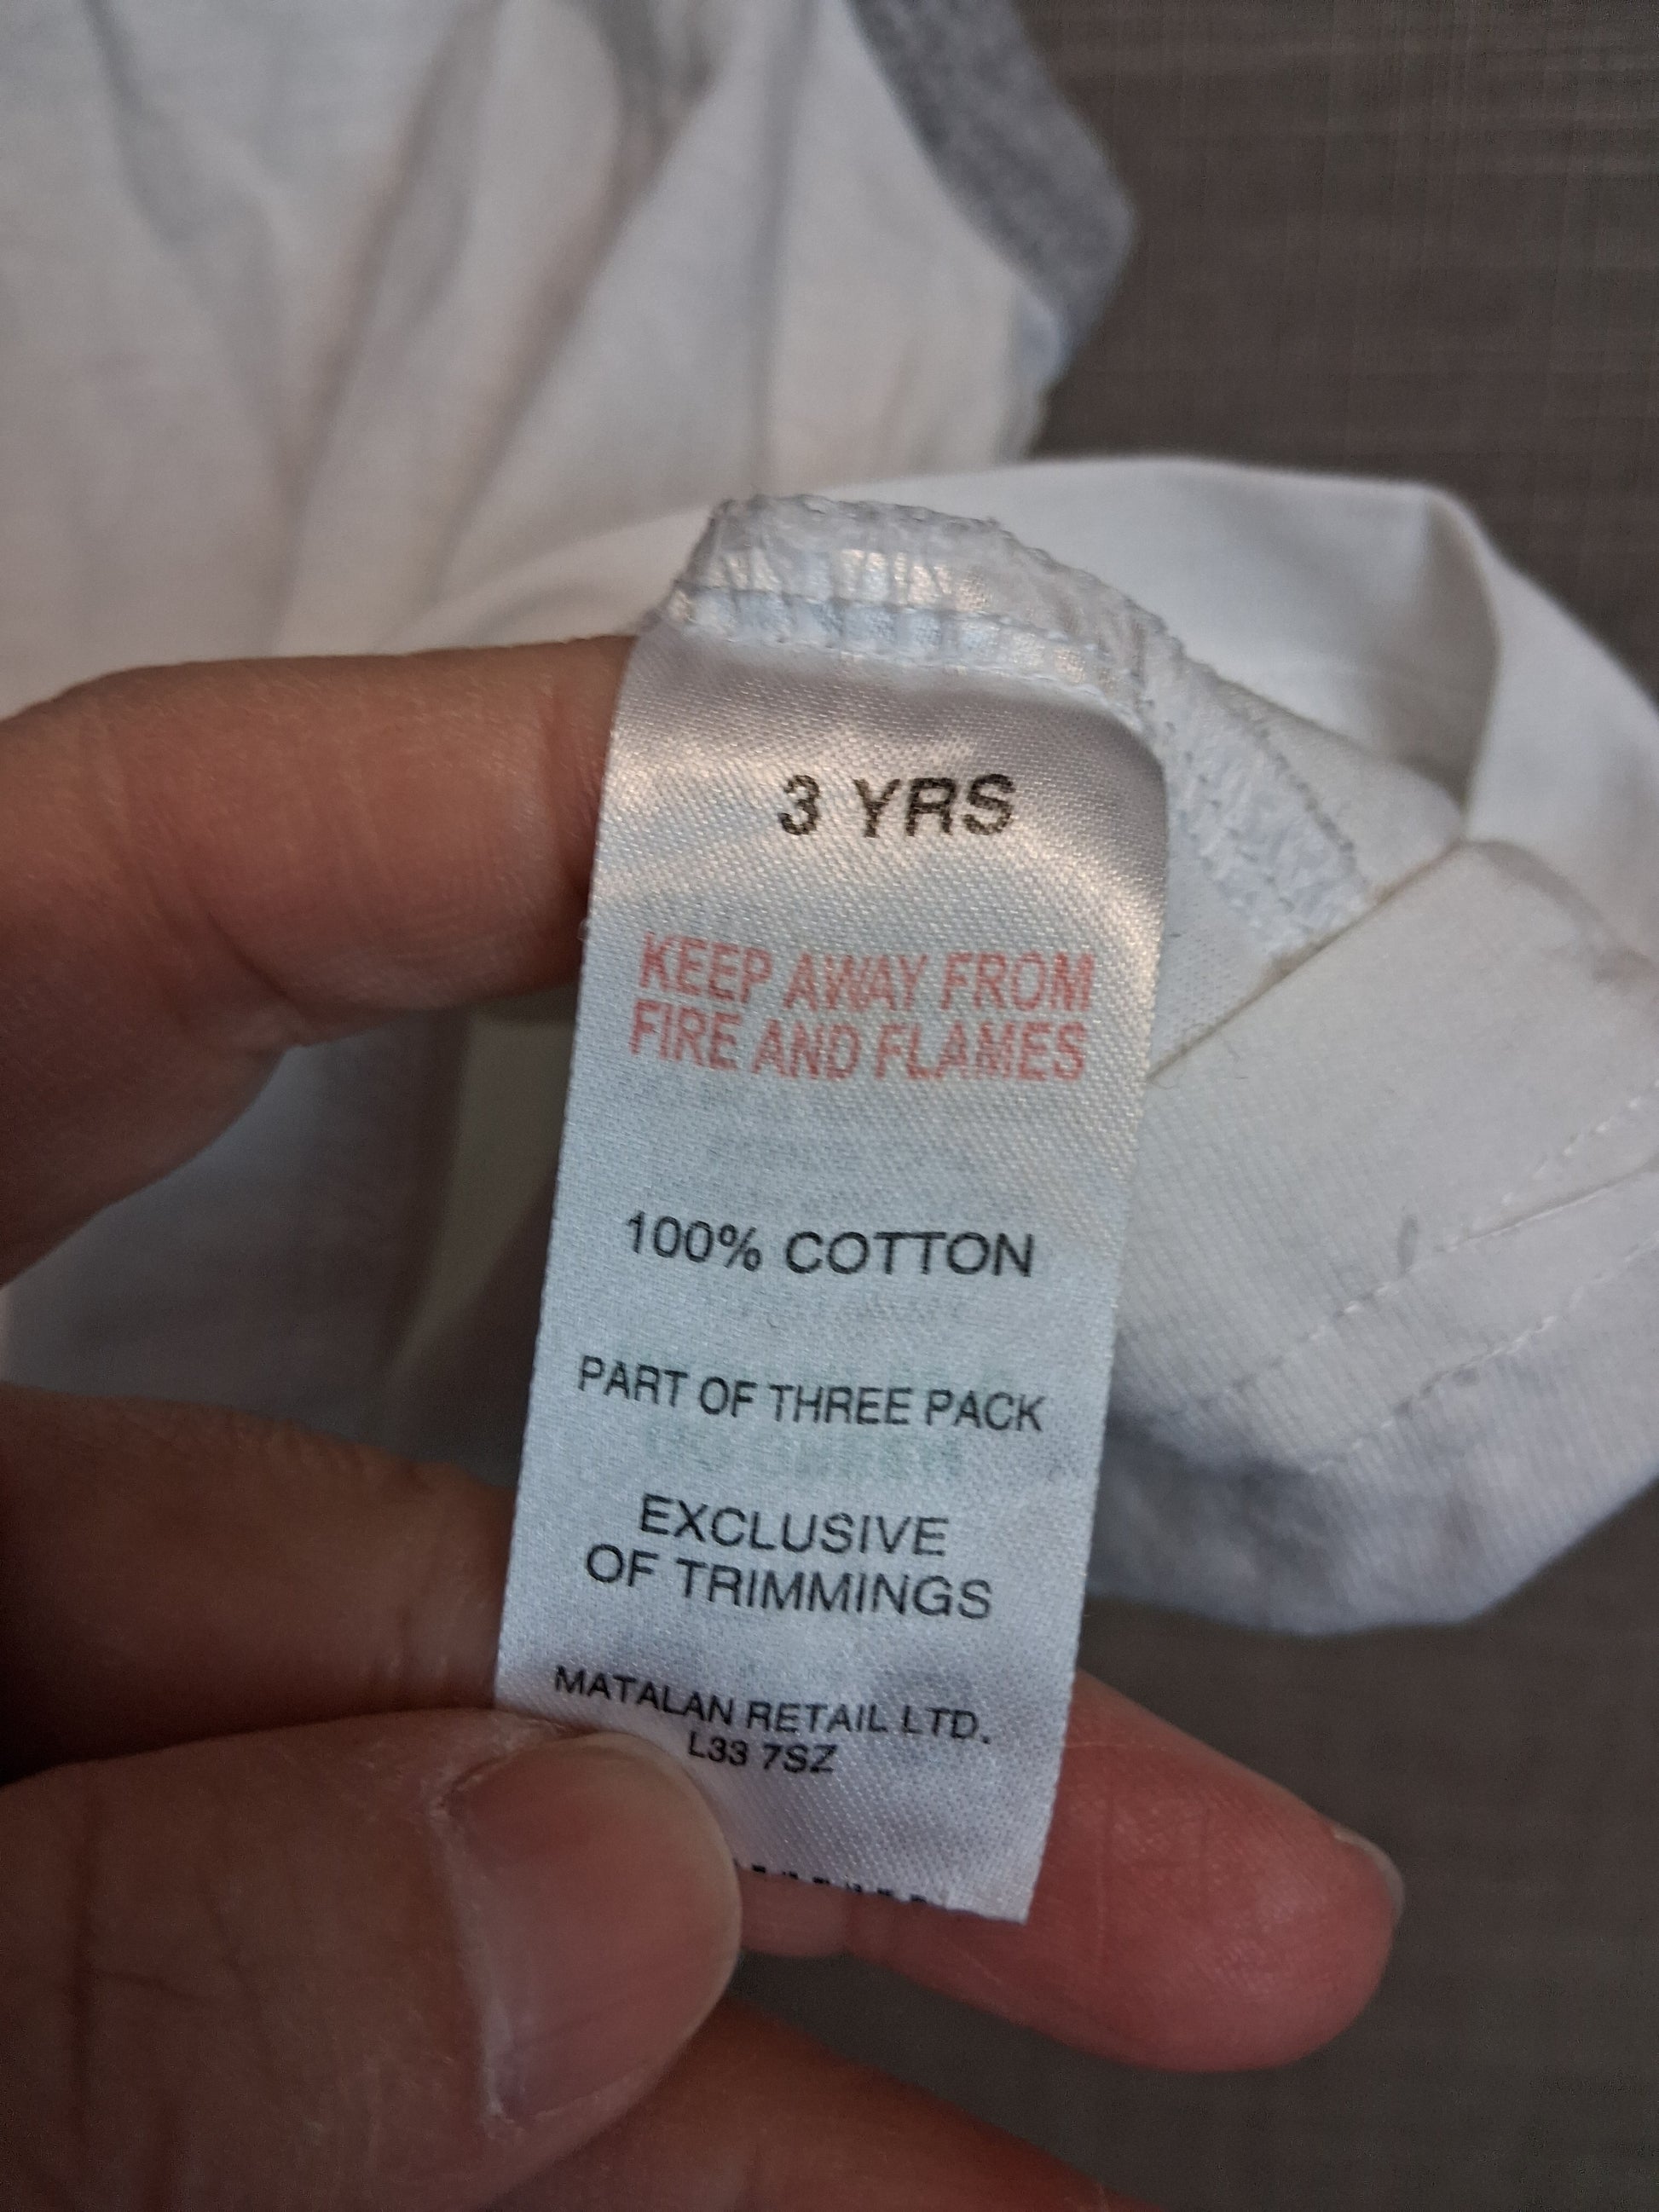 3 YRS
KEEP AWAY FROM
FIRE AND FLAMES
100% COTTON
PART OF THREE PACK
EXCLUSIVE
OF TRIMMINGS
MATALAN RETAIL LTD.
L33 7SZ